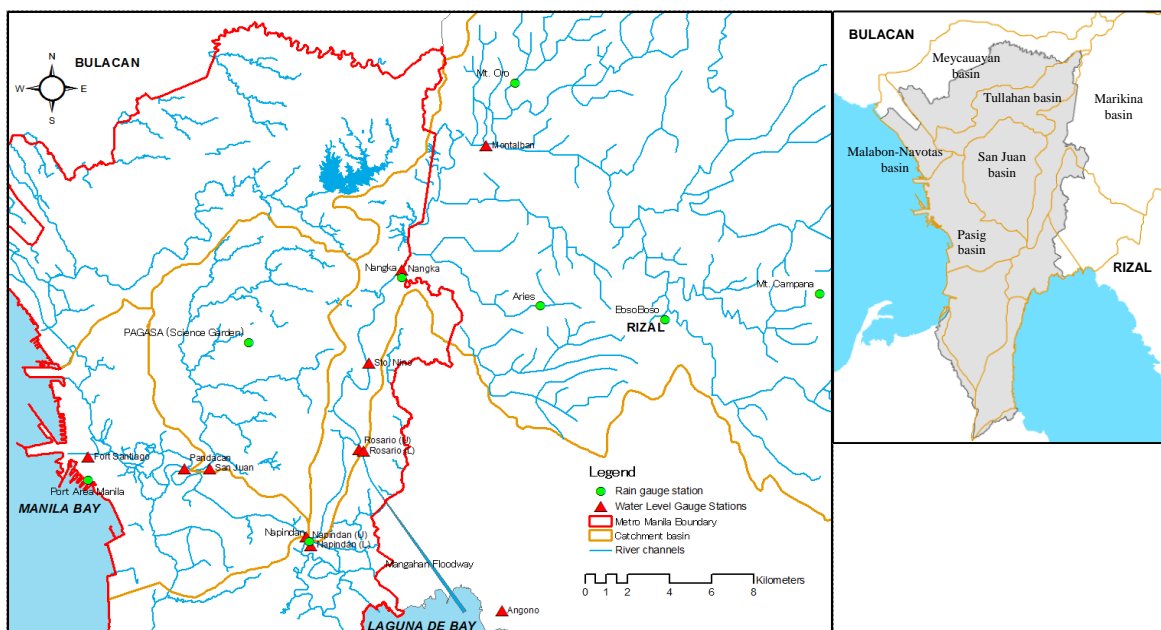 N
W E
S
BULACAN
Mt. Oro
Montalban
Nangka
Nangka
Mt. Campana
Aries
BosoBoso
RIZAL
PAGASA (Science Garden)
Sto. Nino
Rosario (U)
Rosario (L)
Fort Santiago
Pandacan
San Juan
Port Area Manila
MANILA BAY
Napindan
Napindan (U)
Napindan (L)
Mangahan Floodway
Angono
LAGUNA DE BAY
Legend
Rain gauge station
Water Level Gauge Stations
Metro Manila Boundary
Catchment basin
River channels
Kilometers
0 1 2 4 6 8
BULACAN
Meycauayan
basin
Tullahan basin
Marikina
basin
Malabon-Navotas
basin
San Juan
basin
Pasig
basin
RIZAL